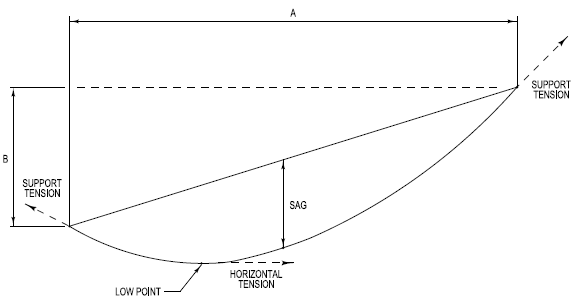 A
SUPPORT
TENSION
B
SUPPORT
TENSION
SAG
HORIZONTAL
TENSION
LOW POINT